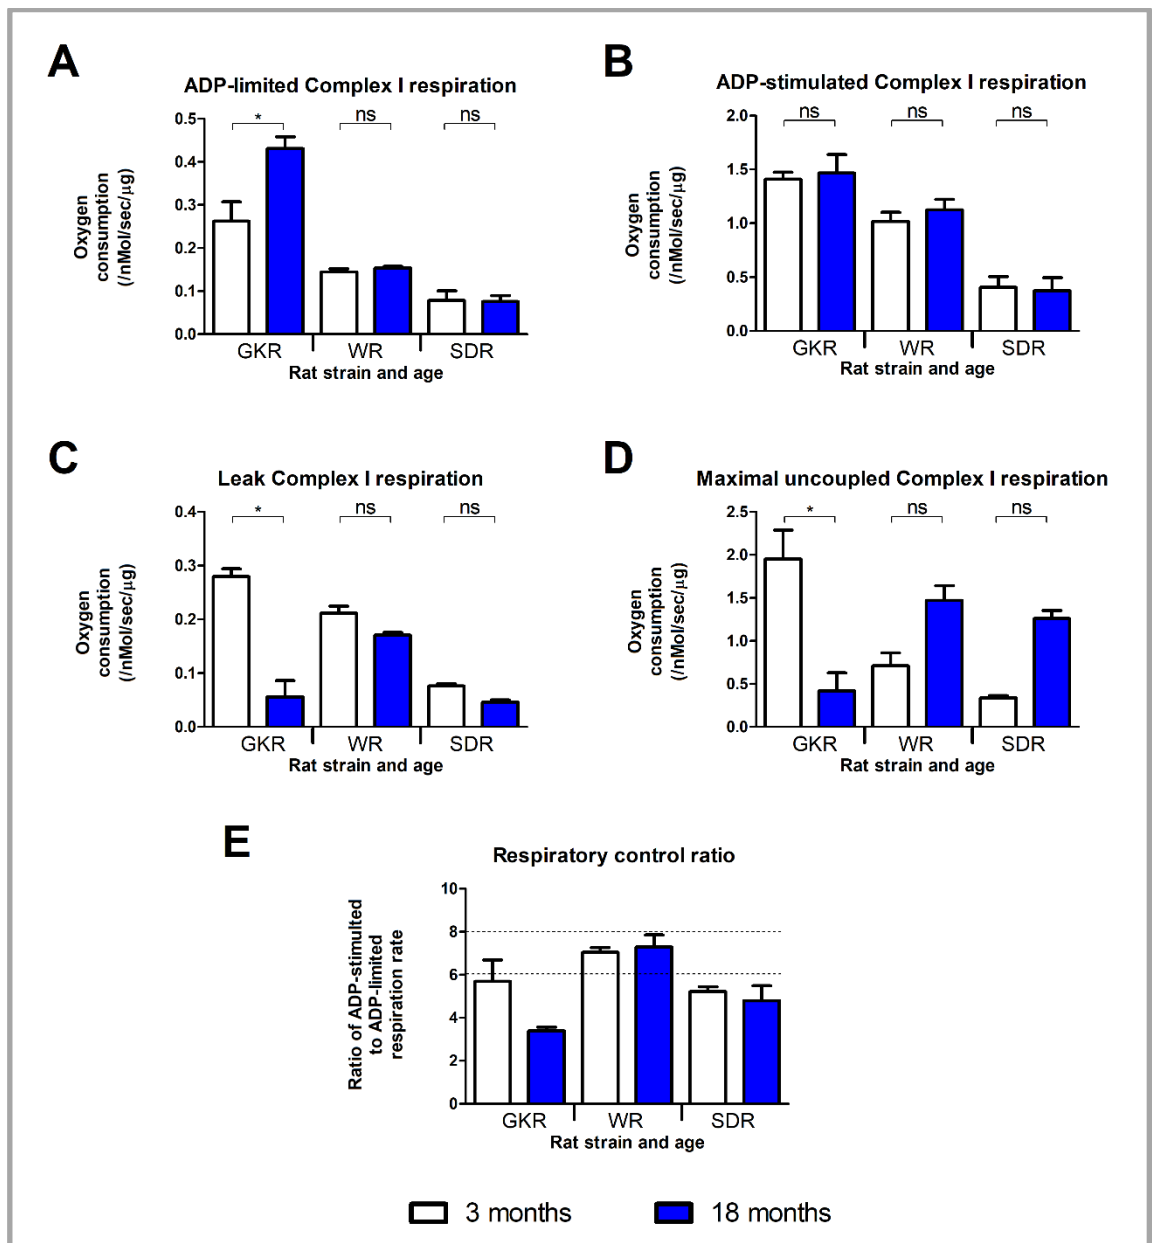 A
ADP-limited Complex I respiration
Oxygen
consumption
(/nMol/sec/µg)
0.5
0.4
0.3
0.2
0.1
0.0
* ns ns
GKR WR SDR
Rat strain and age
B
ADP-stimulated Complex I respiration
Oxygen
consumption
(/nMol/sec/µg)
2.0
1.5
1.0
0.5
0.0
ns ns ns
GKR WR SDR
Rat strain and age
C
Leak Complex I respiration
Oxygen
consumption
(/nMol/sec/µg)
0.4
0.3
0.2
0.1
0.0
* ns ns
GKR WR SDR
Rat strain and age
D
Maximal uncoupled Complex I respiration
Oxygen
consumption
(/nMol/sec/µg)
2.5
2.0
1.5
1.0
0.5
0.0
* ns ns
GKR WR SDR
Rat strain and age
E
Respiratory control ratio
Ratio of ADP-stimulted
to ADP-limited
respiration rate
10
8
6
4
2
0
GKR WR SDR
Rat strain and age
3 months 18 months